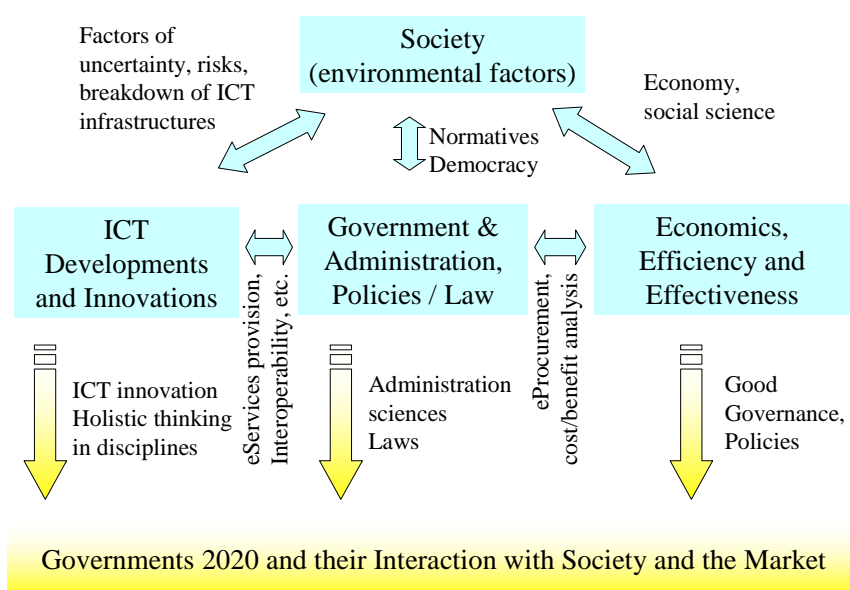 Factors of
uncertainty, risks,
breakdown of ICT
infrastructures
Society
(environmental factors)
Economy,
social science
Normatives
Democracy
ICT
Developments
and Innovations
Government &
Administration,
Policies / Law
Economics,
Efficiency and
Effectiveness
eServices provision,
Interoperability, etc.
eProcurement,
cost/benefit analysis
ICT innovation
Holistic thinking
in disciplines
Administration
sciences
Laws
Good
Governance,
Policies
Governments 2020 and their Interaction with Society and the Market